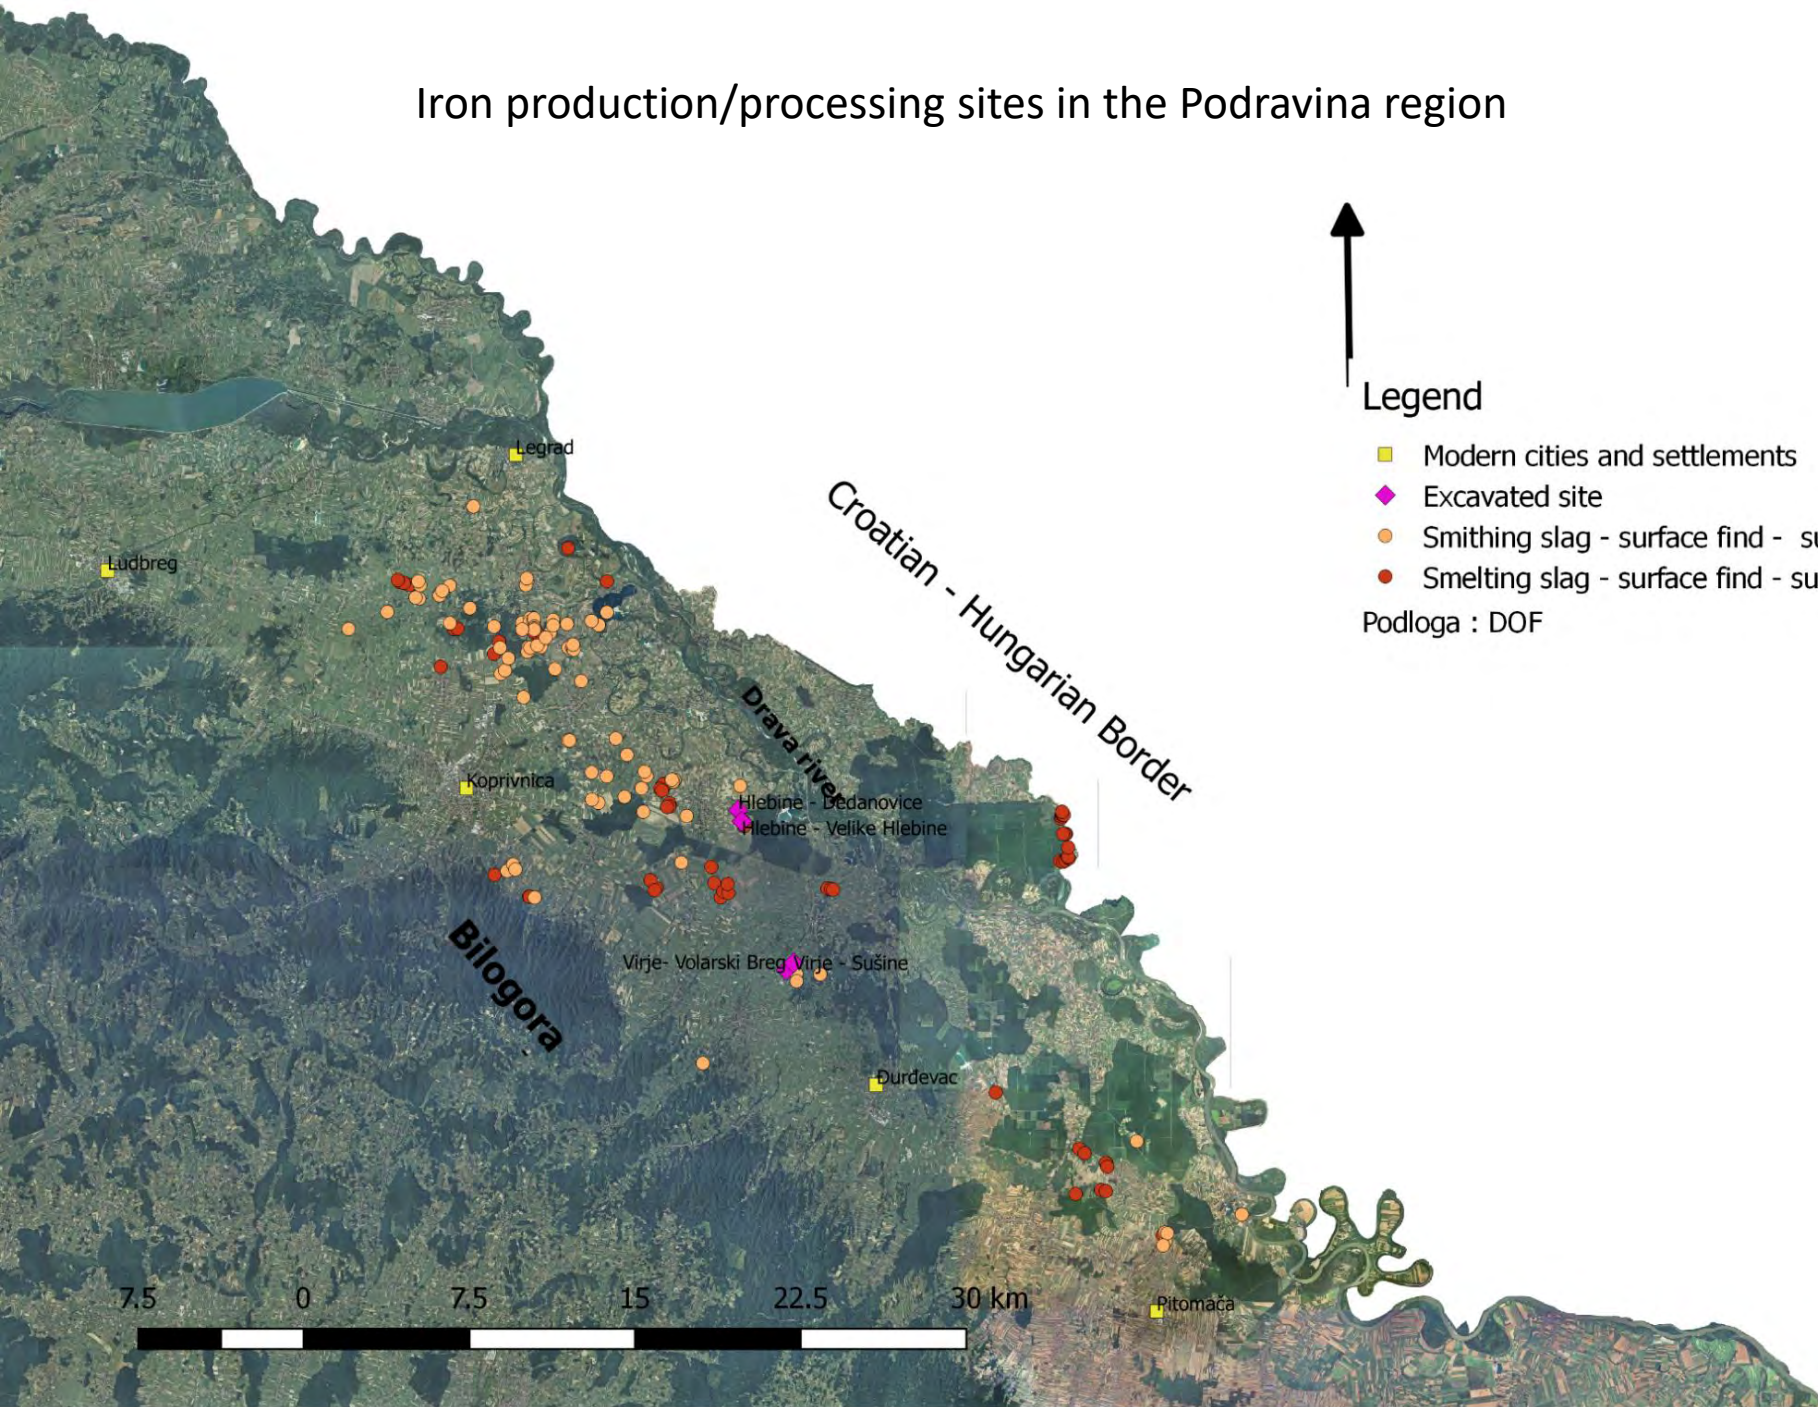 Iron production/processing sites in the Podravina region
Legend
Modern cities and settlements
Excavated site
Smithing slag - surface find - su
Smelting slag - surface find - su
Podloga : DOF
Legrad
Ludbreg
Croatian - Hungarian Border
Drava river
Koprivnica
Hlebine - Dedanovice
Hlebine - Velike Hlebine
Bilogora
Virje- Volarski Breg
Virje - Sušine
Đurđevac
Pitomača
7.5 0 7.5 15 22.5 30 km